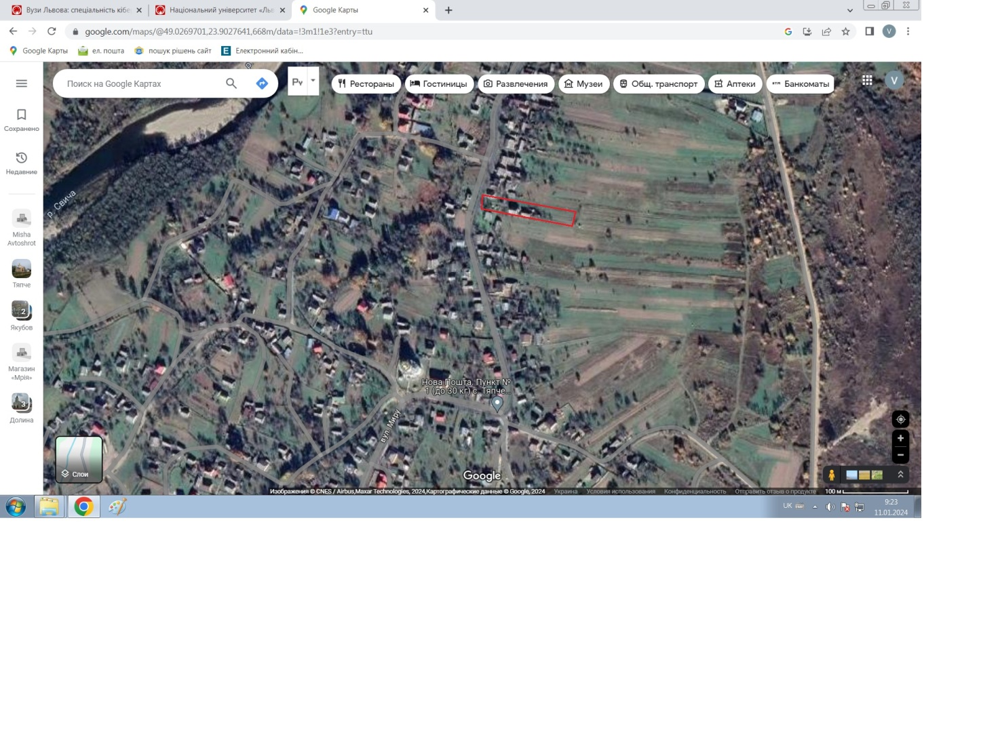 Вузи Львова: спеціальність кібе
Національний університет «Льв
Google Карты
google.com/maps/@49.0269701,23.9027641,668m/data=!3m1!1e3?entry=ttu
V
Google Карты
ел. пошта
пошук рішень сайт
E
Електронний кабін...
Поиск на Google Картах
Рестораны
Гостиницы
Развлечения
Музеи
Общ. транспорт
Аптеки
ATM
Банкоматы
V
Сохранено
Недавние
Misha
Avtoshrot
Тяпче
2
Якубов
Магазин
«Мрія»
3
Долина
р.
р. Свича
Нова Пошта. Пункт №
1 (до 30 кг) с. Тяпче...
вул. Миру
Слои
Google
Изображения © CNES / Airbus,Maxar Technologies, 2024,Картографические данные © Google, 2024
Украина
Условия использования
Конфиденциальность
Отправить отзыв о продукте
100 м
UK
9:23
11.01.2024